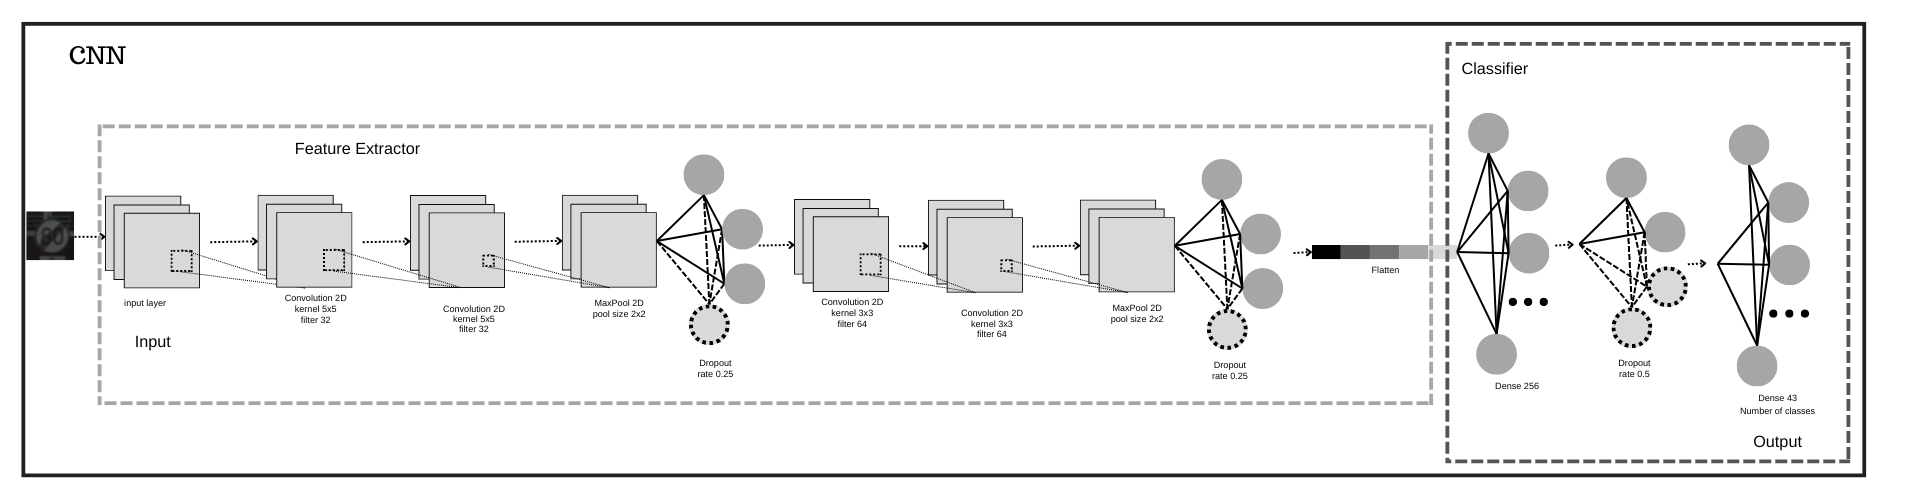 CNN
Classifier
Feature Extractor
80
input layer
Input
Convolution 2D
kernel 5x5
filter 32
Convolution 2D
kernel 5x5
filter 32
MaxPool 2D
pool size 2x2
Dropout
rate 0.25
Convolution 2D
kernel 3x3
filter 64
Convolution 2D
kernel 3x3
filter 64
MaxPool 2D
pool size 2x2
Dropout
rate 0.25
Flatten
Dense 256
Dropout
rate 0.5
Dense 43
Number of classes
Output